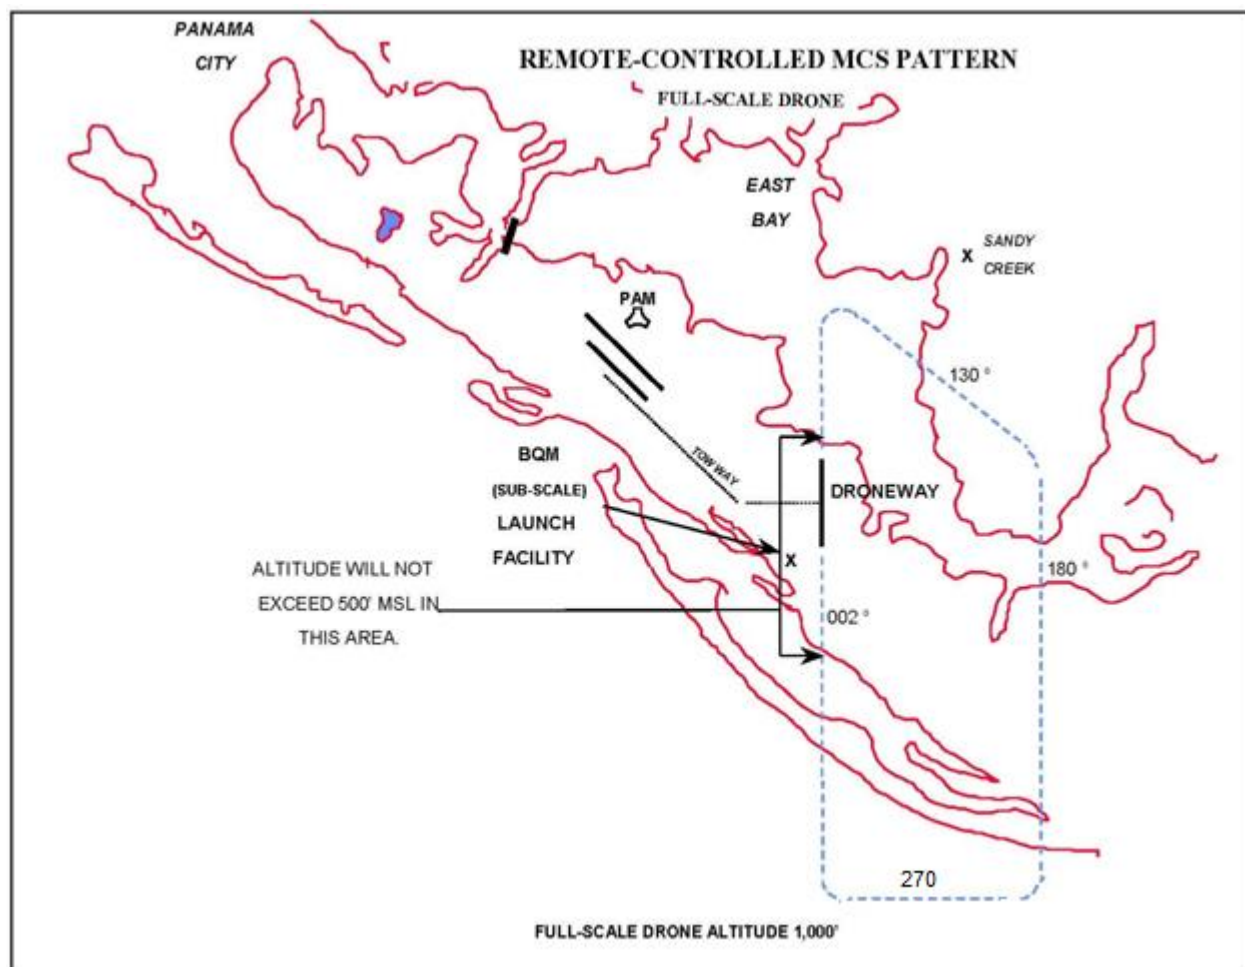 PANAMA
CITY
REMOTE-CONTROLLED MCS PATTERN
FULL-SCALE DRONE
EAST
BAY
X
SANDY
CREEK
PAM
130 °
TOW WAY
BQM
(SUB-SCALE)
LAUNCH
FACILITY
DRONEWAY
X
ALTITUDE WILL NOT
EXCEED 500' MSL IN
THIS AREA.
180 °
002 °
270
FULL-SCALE DRONE ALTITUDE 1,000'